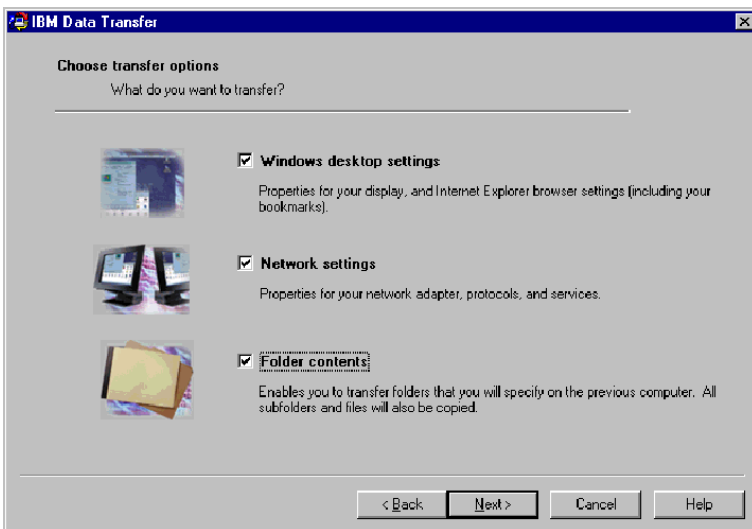 IBM Data Transfer
Choose transfer options
What do you want to transfer?
Windows desktop settings
Properties for your display, and Internet Explorer browser settings (including your
bookmarks).
Network settings
Properties for your network adapter, protocols, and services.
Folder contents
Enables you to transfer folders that you will specify on the previous computer. All
subfolders and files will also be copied.
< Back Next > Cancel Help